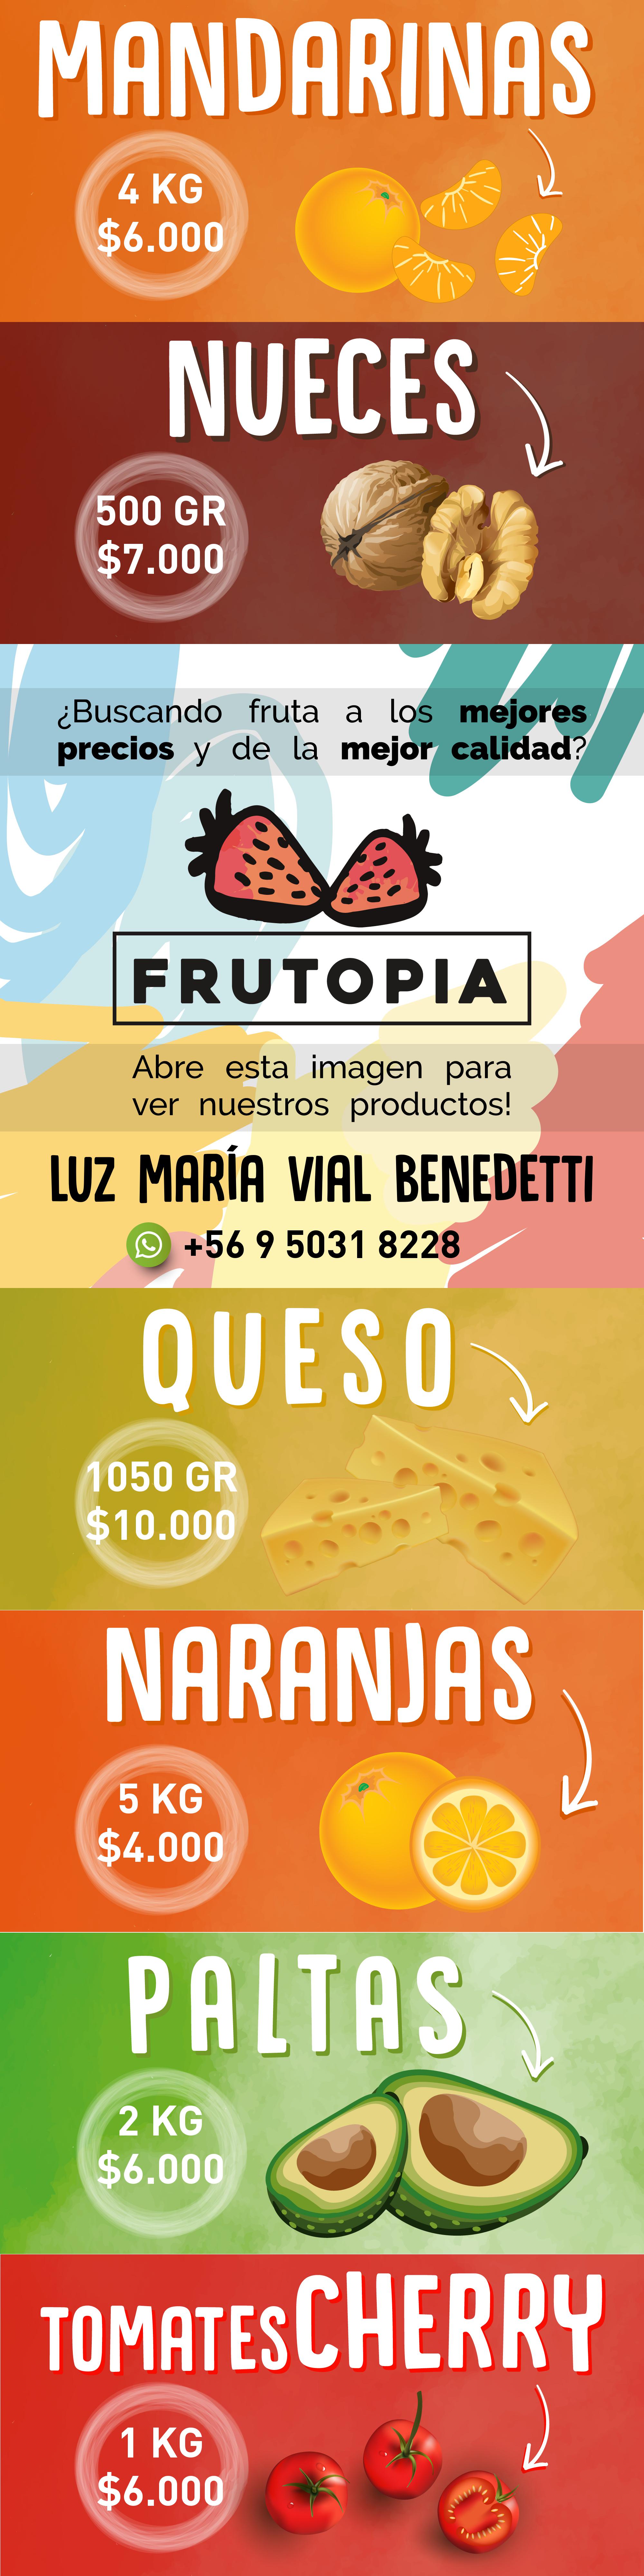 MANDARINAS
4 KG
$6.000
NUECES
500 GR
$7.000
¿Buscando fruta a los mejores
precios y de la mejor calidad?
FRUTOPIA
Abre esta imagen para
ver nuestros productos!
LUZ MARÍA VIAL BENEDETTI
+56 9 5031 8228
QUESO
1050 GR
$10.000
NARANJAS
5 KG
$4.000
PALTAS
2 KG
$6.000
TOMATES CHERRY
1 KG
$6.000